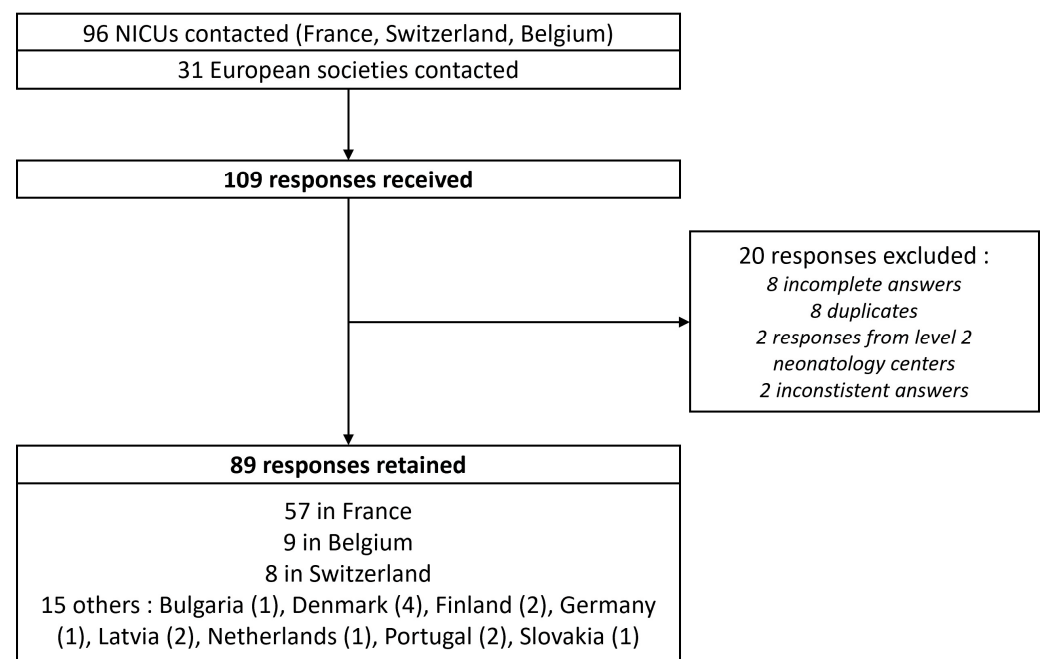 96 NICUs contacted (France, Switzerland, Belgium)
31 European societies contacted
109 responses received
20 responses excluded :
8 incomplete answers
8 duplicates
2 responses from level 2
neonatology centers
2 inconstistent answers
89 responses retained
57 in France
9 in Belgium
8 in Switzerland
15 others : Bulgaria (1), Denmark (4), Finland (2), Germany
(1), Latvia (2), Netherlands (1), Portugal (2), Slovakia (1)